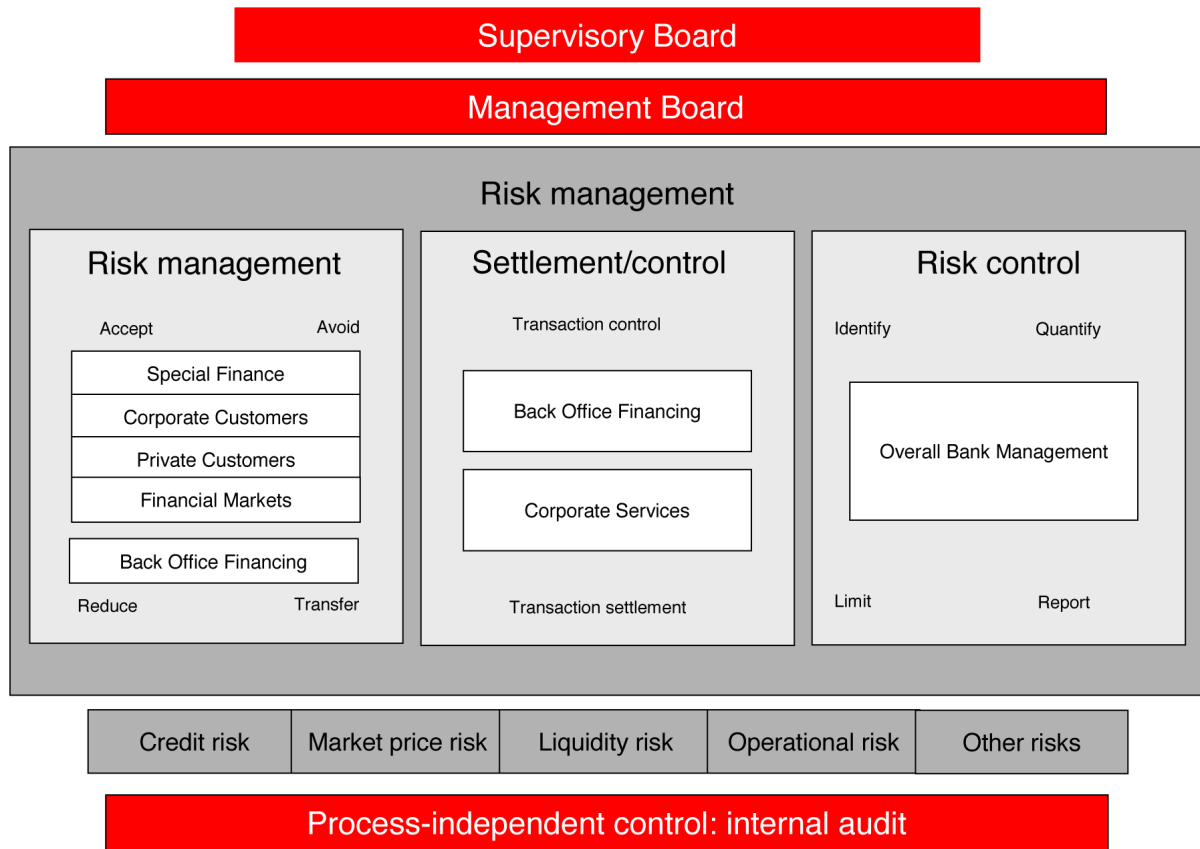 Supervisory Board
Management Board
Risk management
Risk management
Accept
Avoid
Special Finance
Corporate Customers
Private Customers
Financial Markets
Back Office Financing
Reduce
Transfer
Settlement/control
Transaction control
Back Office Financing
Corporate Services
Transaction settlement
Risk control
Identify
Quantify
Overall Bank Management
Limit
Report
Credit risk
Market price risk
Liquidity risk
Operational risk
Other risks
Process-independent control: internal audit